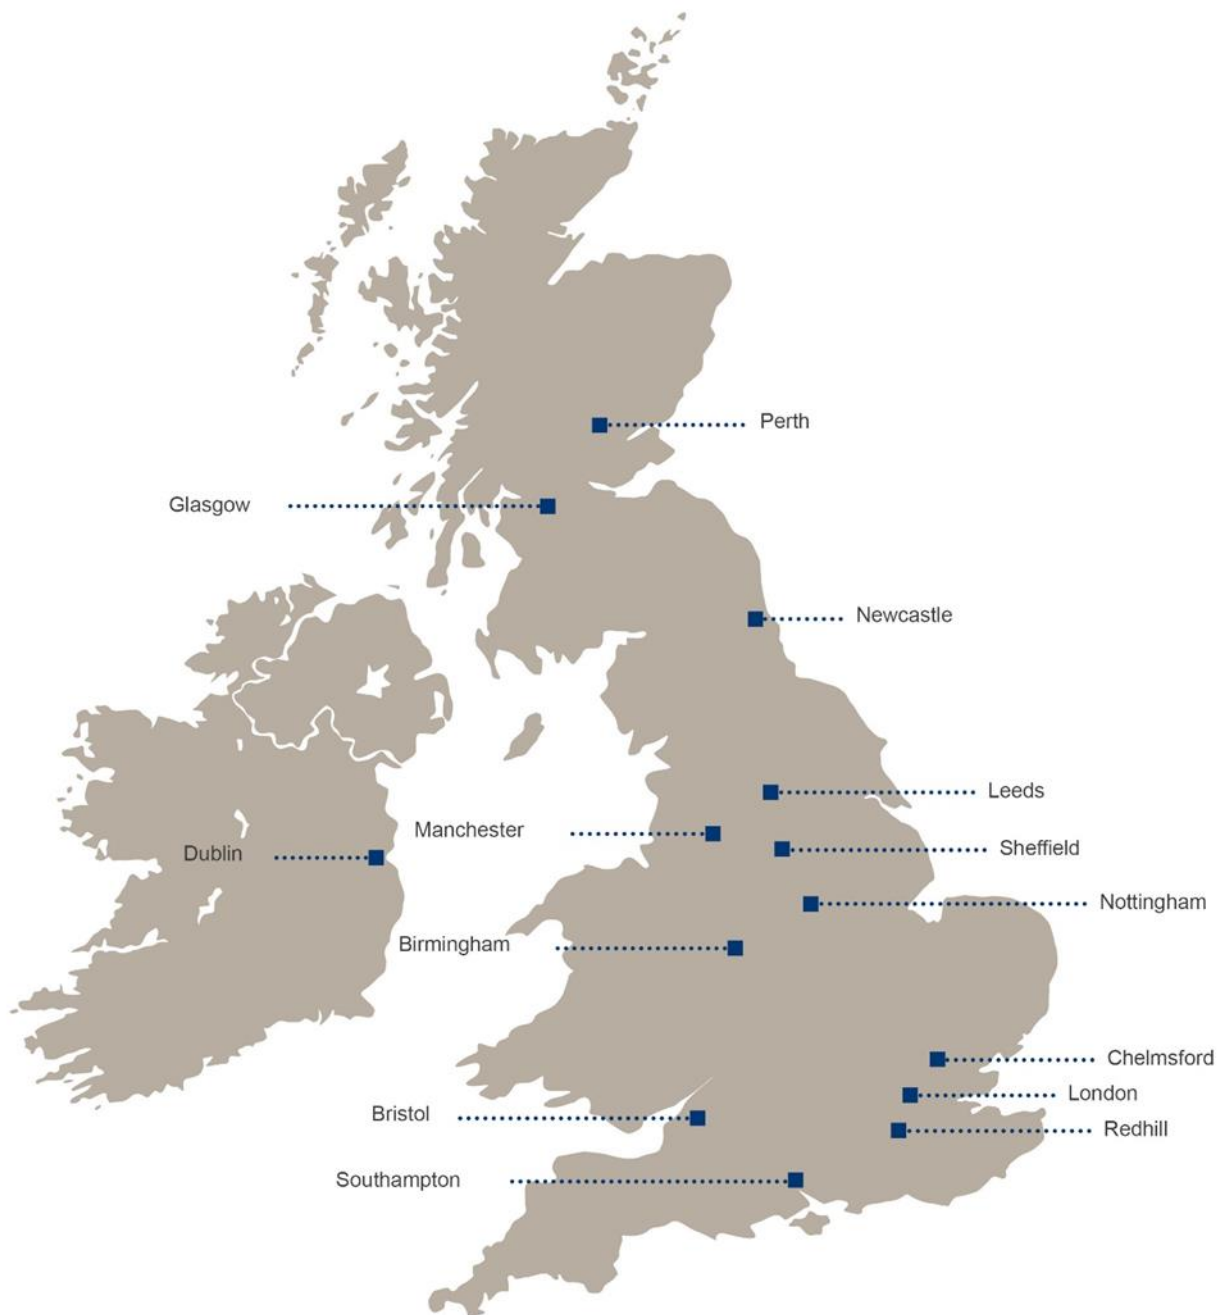 Perth
Glasgow
Newcastle
Leeds
Manchester
Sheffield
Dublin
Nottingham
Birmingham
Chelmsford
London
Bristol
Redhill
Southampton